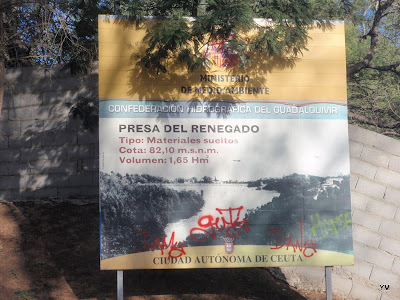 MINISTERIO
DE MEDIO AMBIENTE
CONFEDERACIÓN HIDROGRÁFICA DEL GUADALQUIVIR
PRESA DEL RENEGADO
Tipo: Materiales sueltos
Cota: 82,10 m.s.n.m.
Volumen: 1,65 Hm
CIUDAD AUTÓNOMA DE CEUTA
YM